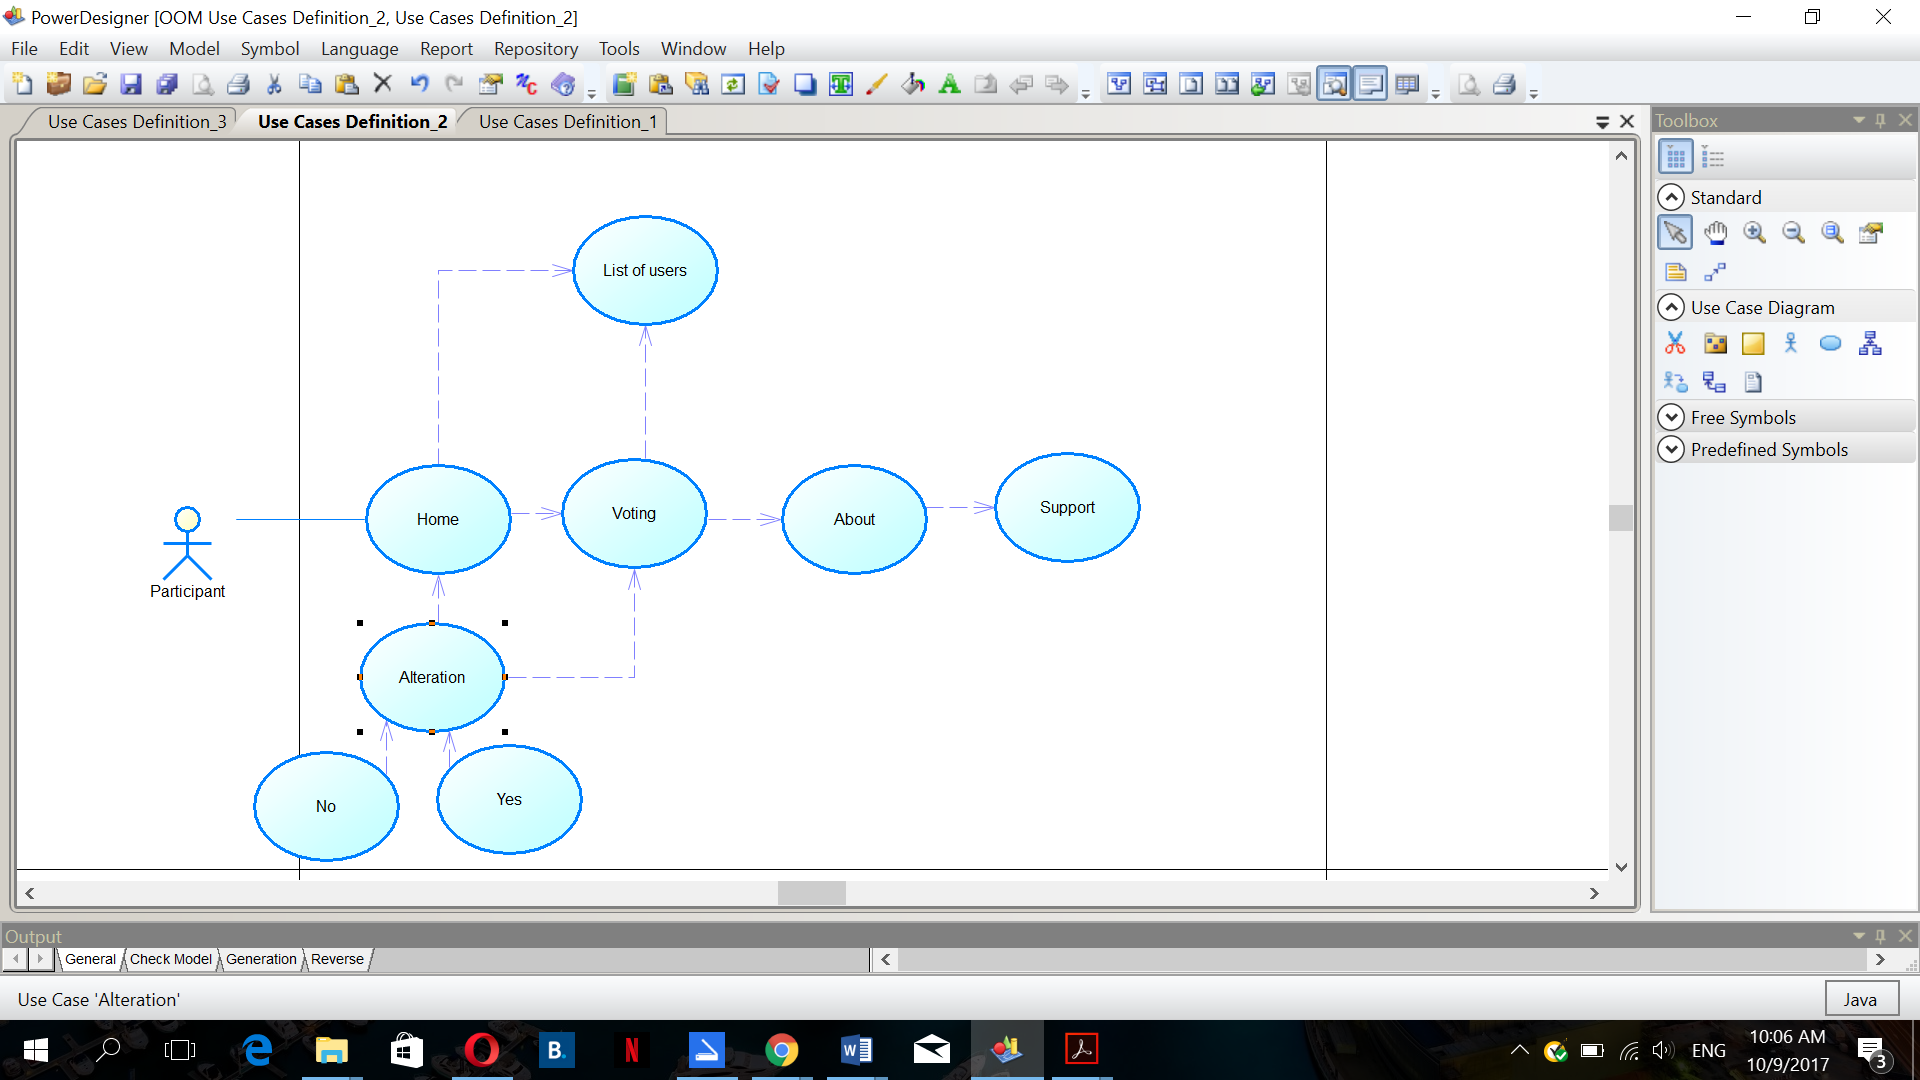 PowerDesigner [OOM Use Cases Definition_2, Use Cases Definition_2]
File Edit View Model Symbol Language Report Repository Tools Window Help
Use Cases Definition_3 Use Cases Definition_2 Use Cases Definition_1
Toolbox
Standard
Use Case Diagram
Free Symbols
Predefined Symbols
List of users
Home
Voting
About
Support
Participant
Alteration
No
Yes
Output
General Check Model Generation Reverse
Use Case 'Alteration'
Java
B.
N
W
ENG
10:06 AM
10/9/2017
3